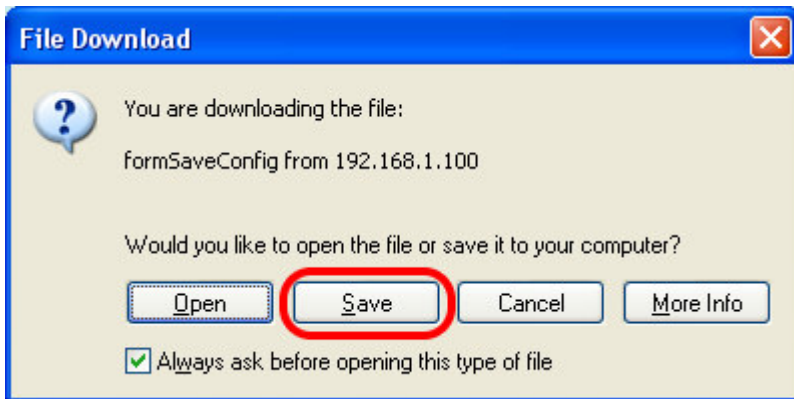 File Download
You are downloading the file:
formSaveConfig from 192.168.1.100
Would you like to open the file or save it to your computer?
Open Save Cancel More Info
Always ask before opening this type of file